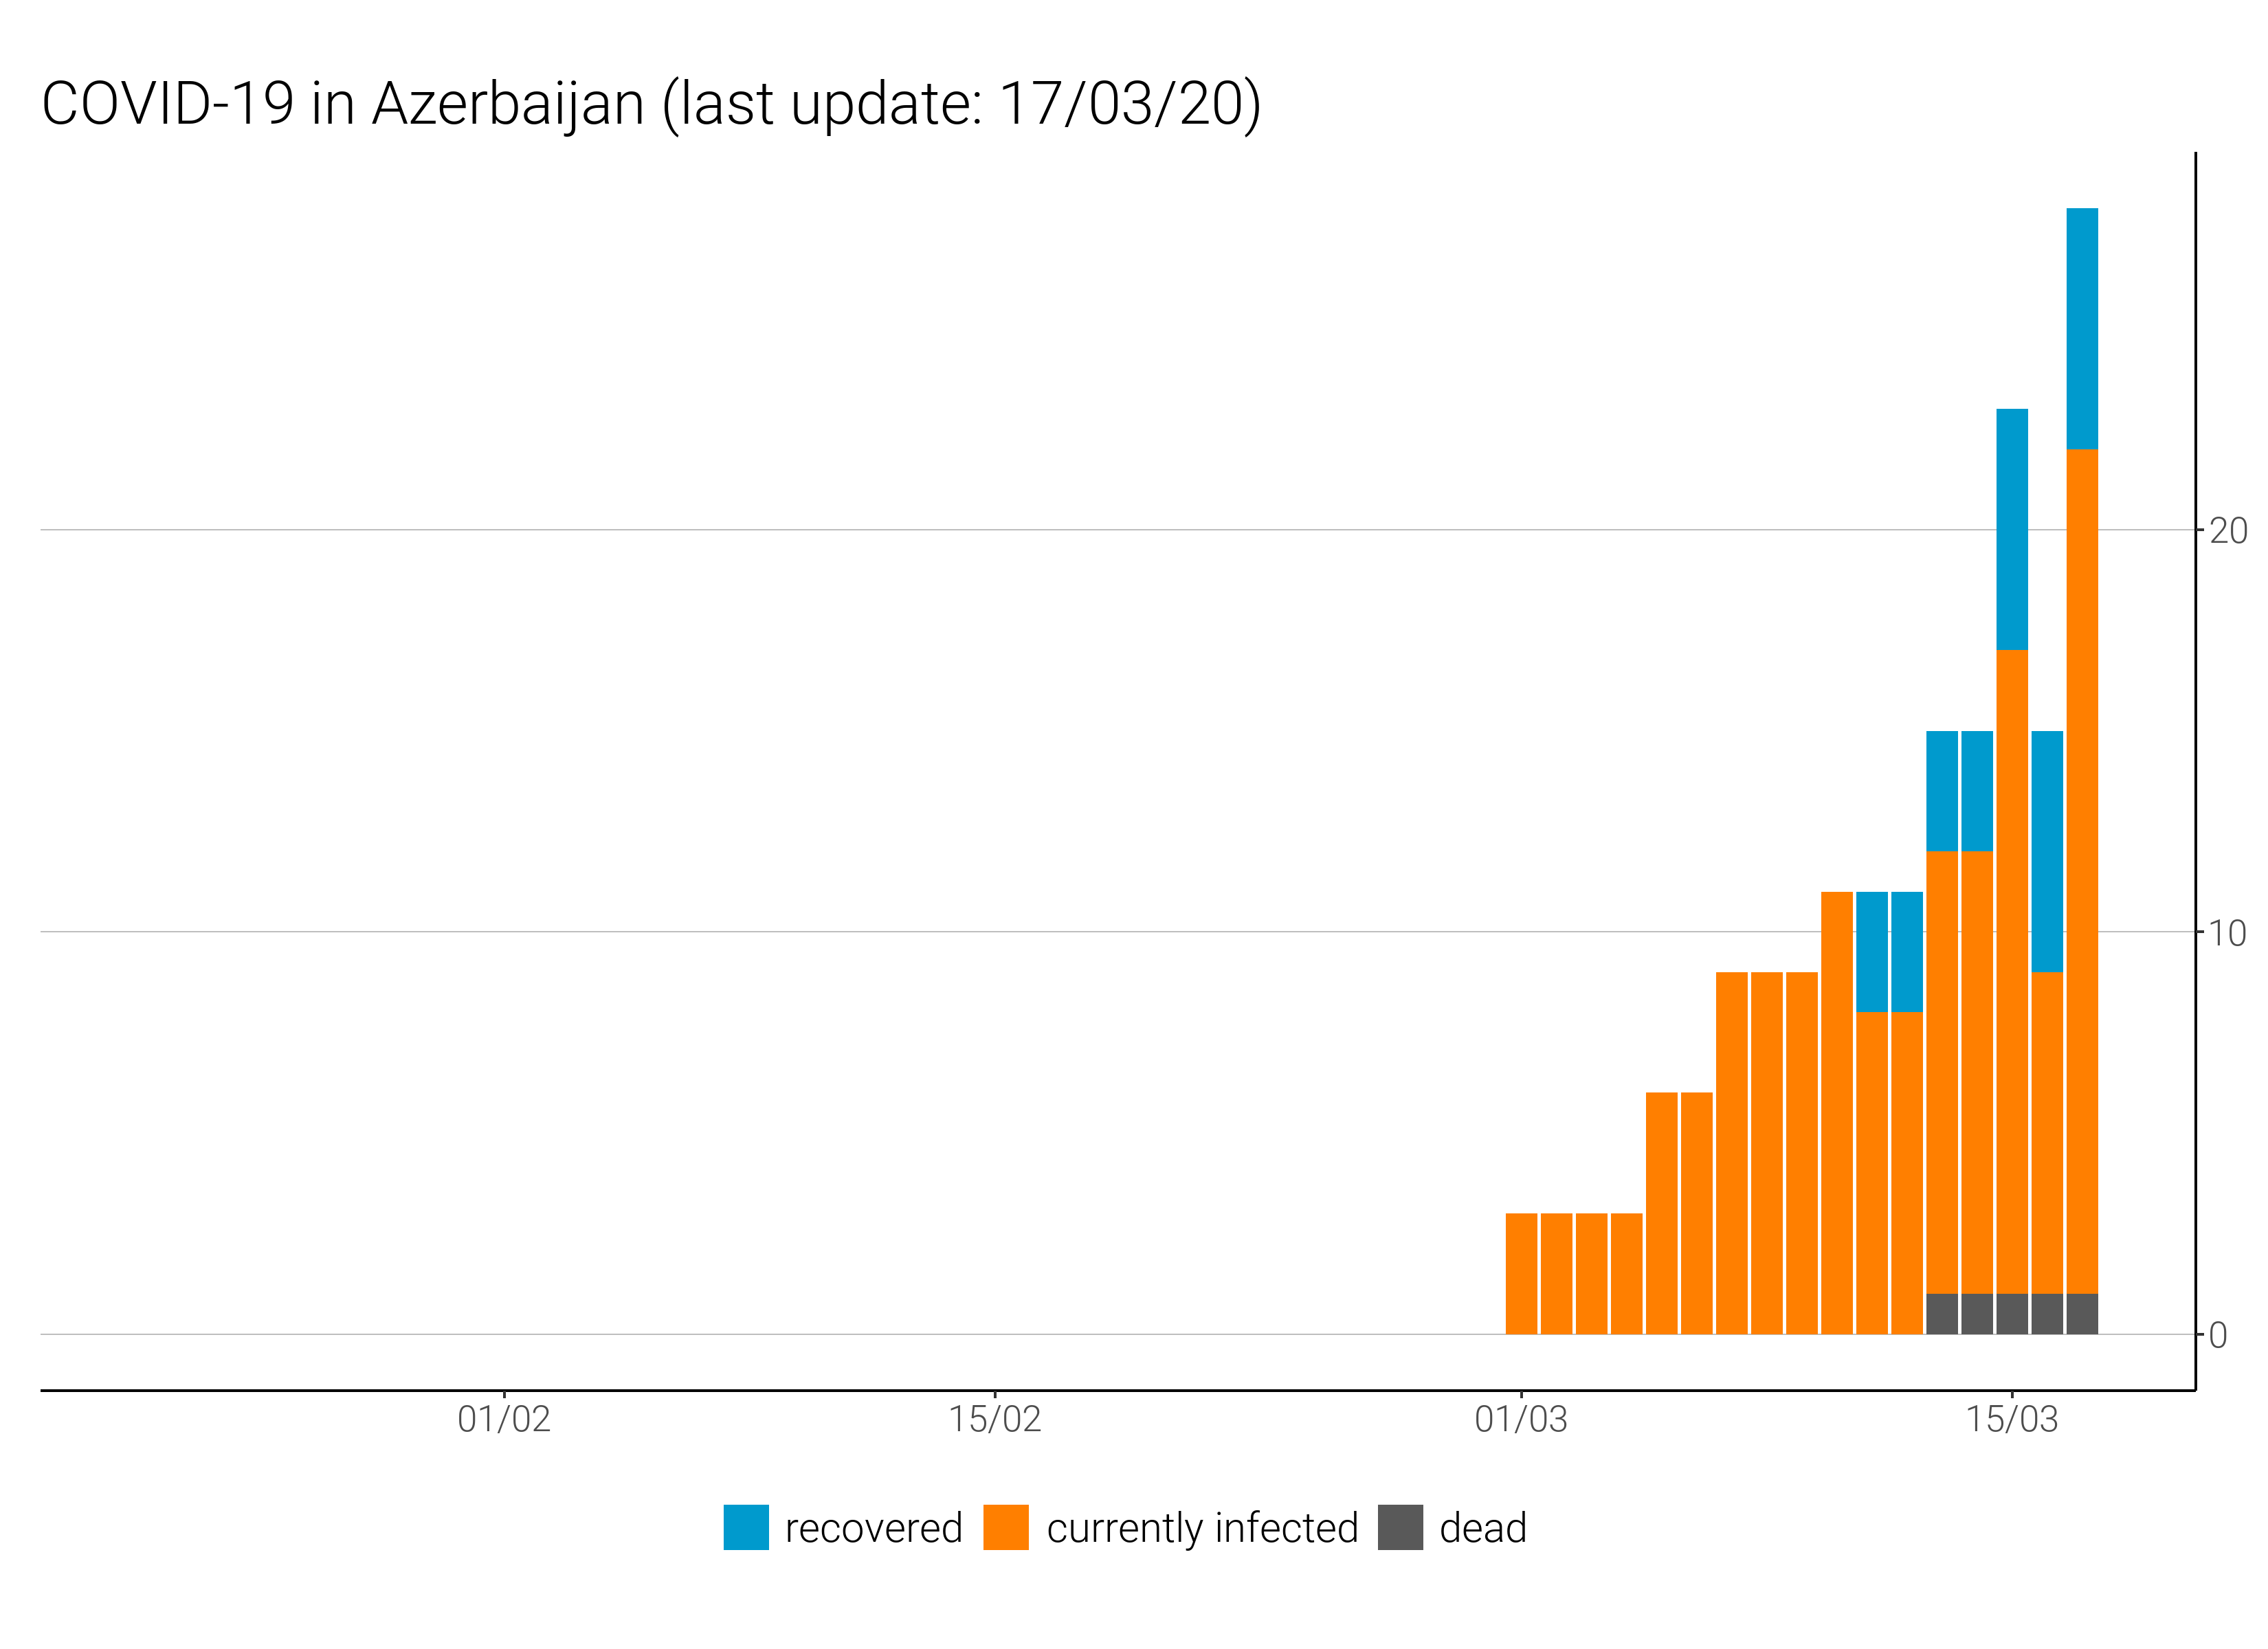 COVID-19 in Azerbaijan (last update: 17/03/20)
20
10
0
01/02 15/02 01/03 15/03
recovered currently infected dead